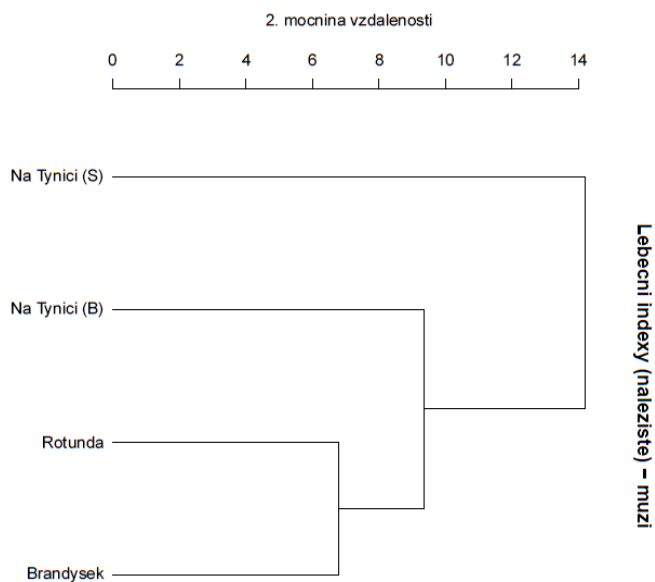 2. mocnina vzdalenosti
0 2 4 6 8 10 12 14
Na Tynici (S)
Na Tynici (B)
Rotunda
Brandysek
Lebecni indexy (naleziste) – muzi